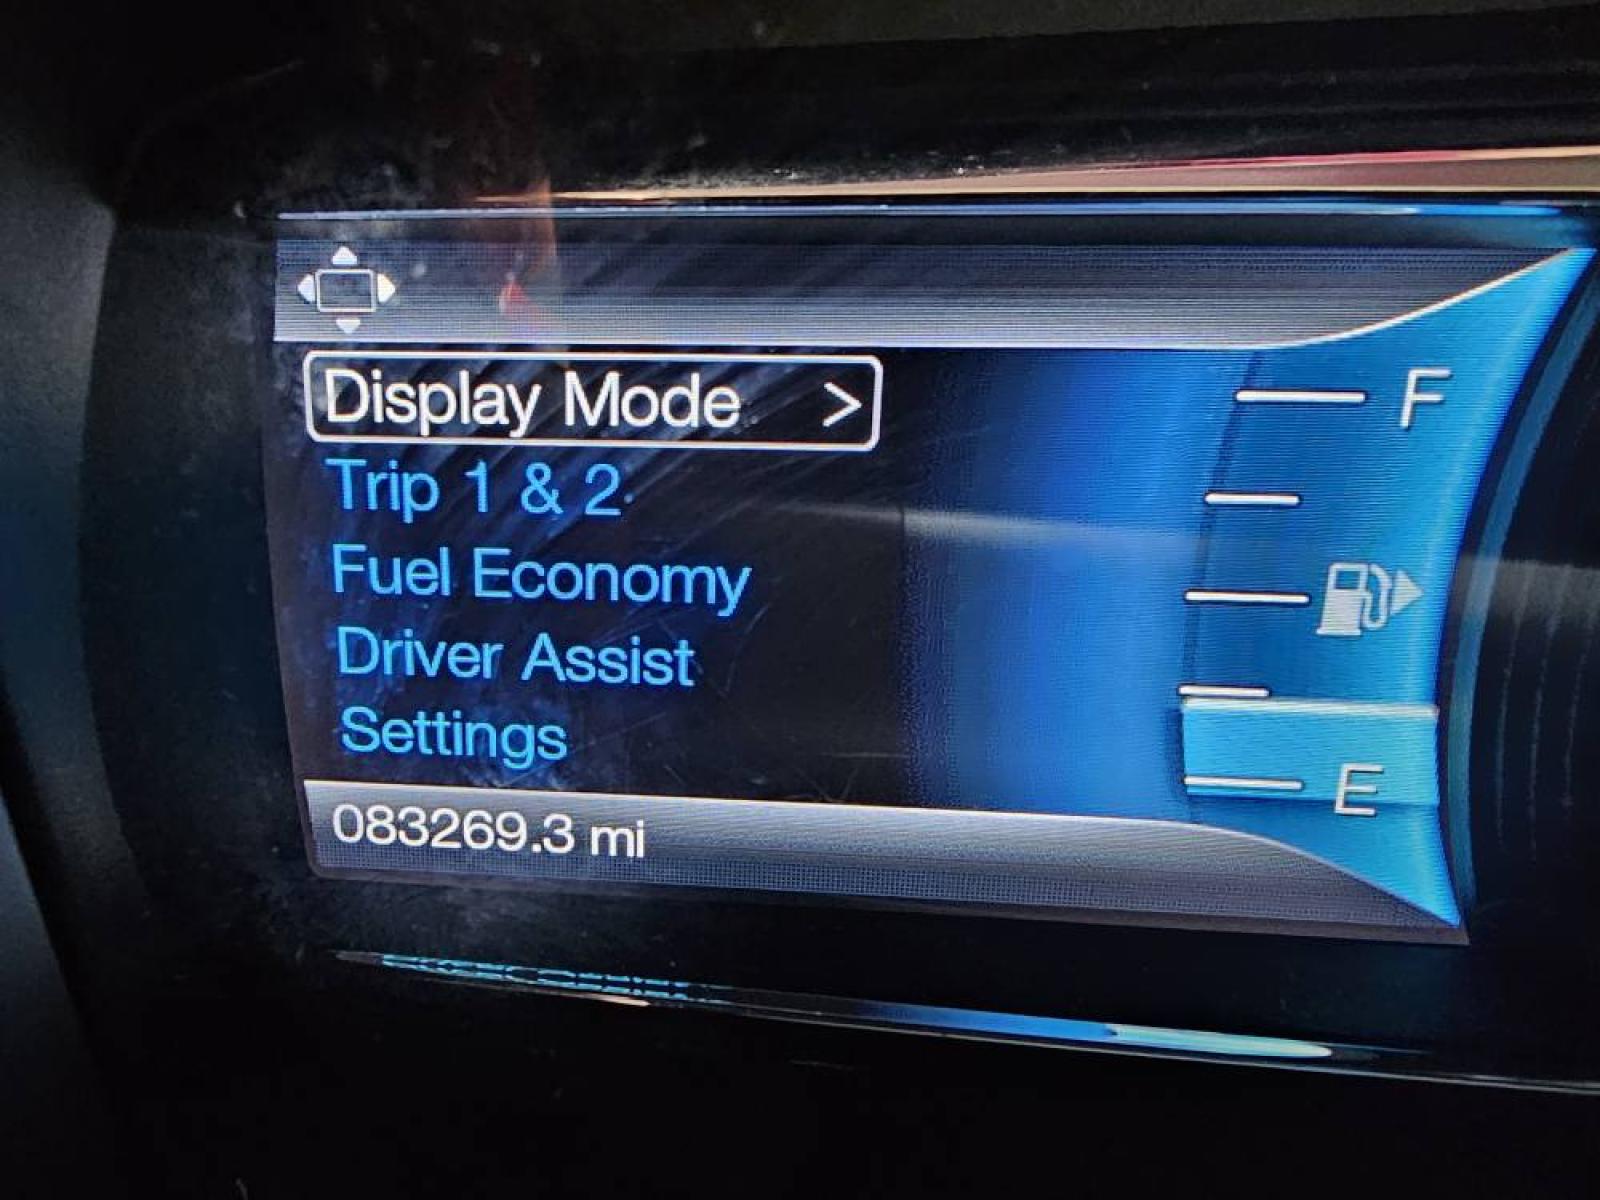 Display Mode >
Trip 1 & 2
Fuel Economy
Driver Assist
Settings
083269.3 mi
F
E